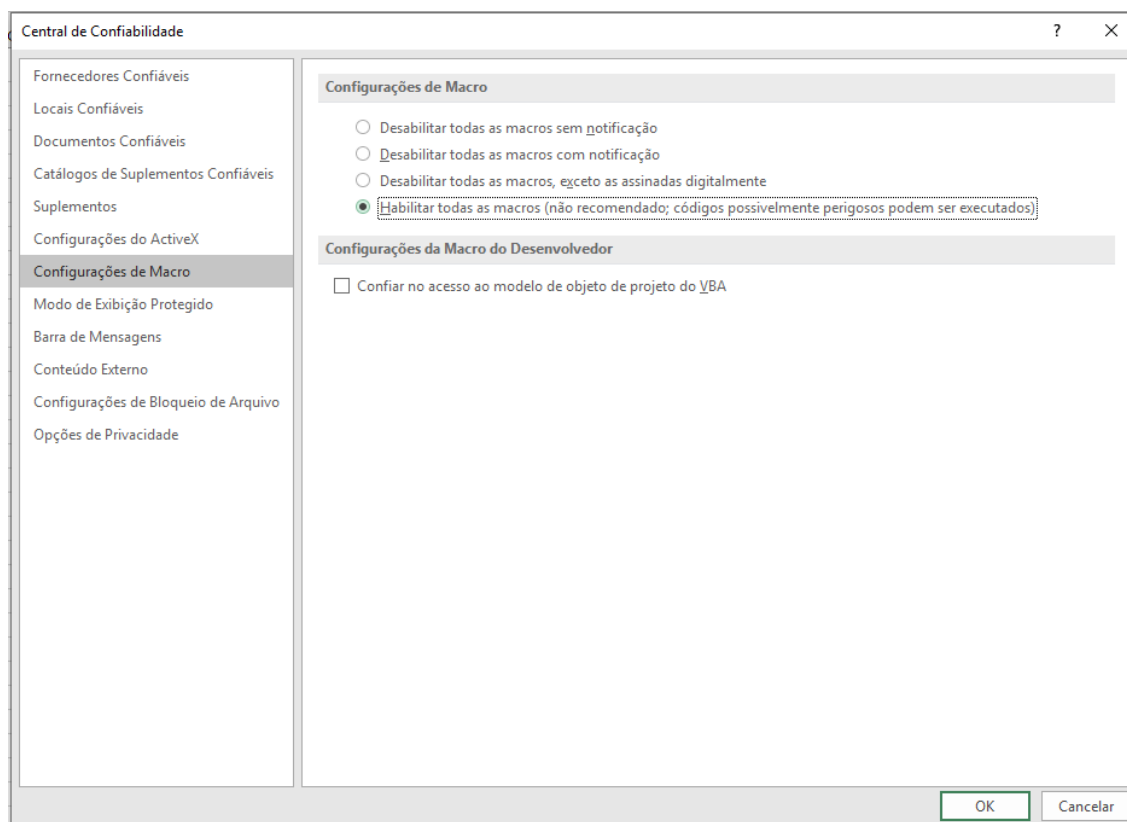 Central de Confiabilidade
?
Fornecedores Confiáveis
Locais Confiáveis
Documentos Confiáveis
Catálogos de Suplementos Confiáveis
Suplementos
Configurações do ActiveX
Configurações de Macro
Modo de Exibição Protegido
Barra de Mensagens
Conteúdo Externo
Configurações de Bloqueio de Arquivo
Opções de Privacidade
Configurações de Macro
Desabilitar todas as macros sem notificação
Desabilitar todas as macros com notificação
Desabilitar todas as macros, exceto as assinadas digitalmente
Habilitar todas as macros (não recomendado; códigos possivelmente perigosos podem ser executados)
Configurações da Macro do Desenvolvedor
Confiar no acesso ao modelo de objeto de projeto do VBA
OK
Cancelar